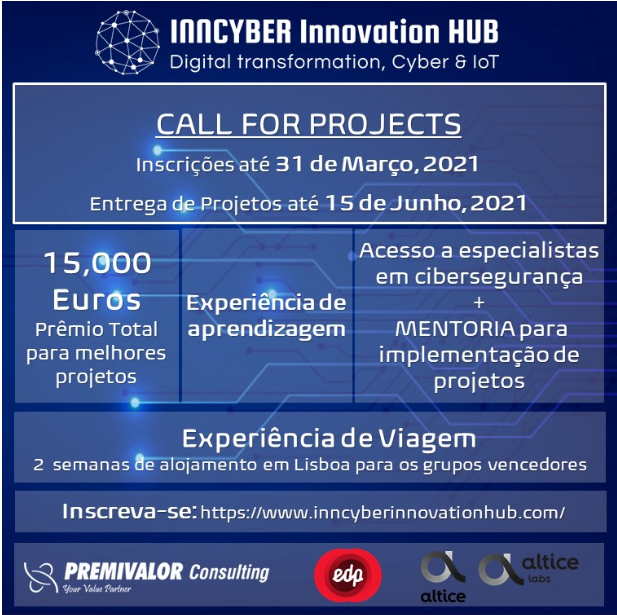 INNCYBER Innovation HUB
Digital transformation, Cyber & IoT
CALL FOR PROJECTS
Inscrições até 31 de Março, 2021
Entrega de Projetos até 15 de Junho, 2021
15,000
Euros
Prêmio Total
para melhores
projetos
Experiência de
aprendizagem
Acesso a especialistas
em cibersegurança
+
MENTORIA para
implementação de
projetos
Experiência de Viagem
2 semanas de alojamento em Lisboa para os grupos vencedores
Inscreva-se: https://www.inncyberinnovationhub.com/
PREMIVALOR Consulting
Your Value Partner
edp
altice
altice
labs